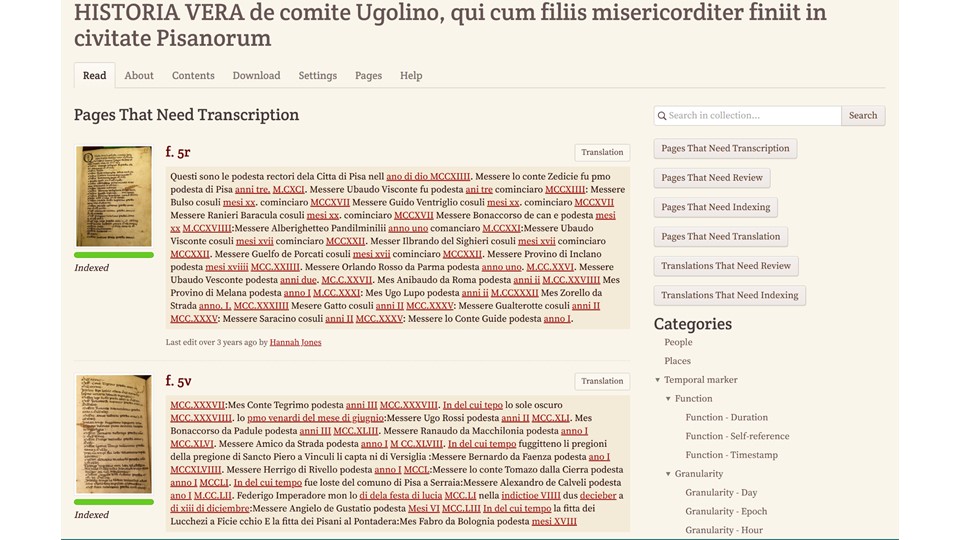 HISTORIA VERA de comite Ugolino, qui cum filiis misericorditer finiit in
civitate Pisanorum
Read About Contents Download Settings Pages Help
Pages That Need Transcription
f. 5r
Translation
Questi sono le podesta rectori dela Citta di Pisa nell ano di dio MCCXIIII. Messere lo conte Zedicie fu pmo
podesta di Pisa anni tre. M.CXCI. Messere Ubaudo Visconte fu podesta ani tre cominciaro MCCXIIII: Messere
Bulso cosuli mesi xx. cominciaro MCCXVII Messere Guido Ventriglio cosuli mesi xx. cominciaro MCCXVII
Messere Ranieri Baracula cosuli mesi xx. cominciaro MCCXVII Messere Bonaccorso de can e podesta mesi
xx M.CCXVIIII:Messere Alberighetteo Pandilminilii anno uno comanciaro M.CCXXI:Messere Ubaudo
Visconte cosuli mesi xvii cominciaro MCCXXII. Messer Ilbrando del Sighieri cosuli mesi xvii cominciaro
MCCXXII. Messere Guelfo de Porcati cosuli mesi xvii cominciaro MCCXXII. Messere Provino di Inclano
podesta mesi xviiii MCC.XXIIII. Messere Orlando Rosso da Parma podesta anno uno. M.CC.XXVI. Messere
Ubaudo Vesconte podesta anni due. MC.C.XXVII. Mes Anibaudo da Roma podesta anni ii M.CC.XXVIIII Mes
Provino di Melana podesta anno I M.CC.XXXI: Mes Ugo Lupo podesta anni ii M.CCXXXII Mes Zorello da
Strada anno. I. MCC.XXXIIII Mesere Gatto cosuli anni II MCC.XXXV: Messere Gualterotte cosuli anni II
MCC.XXXV: Messere Saracino cosuli anni II MCC.XXXV: Messere lo Conte Guide podesta anno I.
Indexed
Last edit over 3 years ago by Hannah Jones
f. 5v
Translation
MCC.XXXVII:Mes Conte Tegrimo podesta anni III MCC.XXXVIII. In del cui tepo lo sole oscuro
MCC.XXXVIIII. lo pmo venardi del mese di giugnio:Messere Ugo Rossi podesta anni II MCC.XLI. Mes
Bonaccorso da Padule podesta anni III MCC.XLIII. Messere Ranaudo da Macchilonia podesta anno I
MCC.XLVI. Messere Amico da Strada podesta anno I M CC.XLVIII. In del cui tempo fuggitteno li pregioni
della pregione di Sancto Piero a Vinculi li capta ni di Versiglia :Messere Bernardo da Faenza podesta ano I
MCCXLVIIII. Messere Herrigo di Rivello podesta anno I MCCL:Messere lo conte Tomazo dalla Cierra podesta
anno I MCCLI. In del cui tempo fue loste del comuno di Pisa a Serraia:Messere Alexandro de Calveli podesta
ano I M.CC.LII. Federigo Imperadore mon lo di dela festa di lucia MCC.LI nella indictioe VIIII dus decieber a
di xiii di diciembre:Messere Angielo de Gustatio podesta Mesi VI MCC.LIII In del cui tempo la fitta dei
Lucchezi a Ficie cchio E la fitta dei Pisani al Pontadera:Mes Fabro da Bolognia podesta mesi XVIII
Indexed
Search in collection...
Search
Pages That Need Transcription
Pages That Need Review
Pages That Need Indexing
Pages That Need Translation
Translations That Need Review
Translations That Need Indexing
Categories
People
Places
Temporal marker
Function
Function - Duration
Function - Self-reference
Function - Timestamp
Granularity
Granularity - Day
Granularity - Epoch
Granularity - Hour